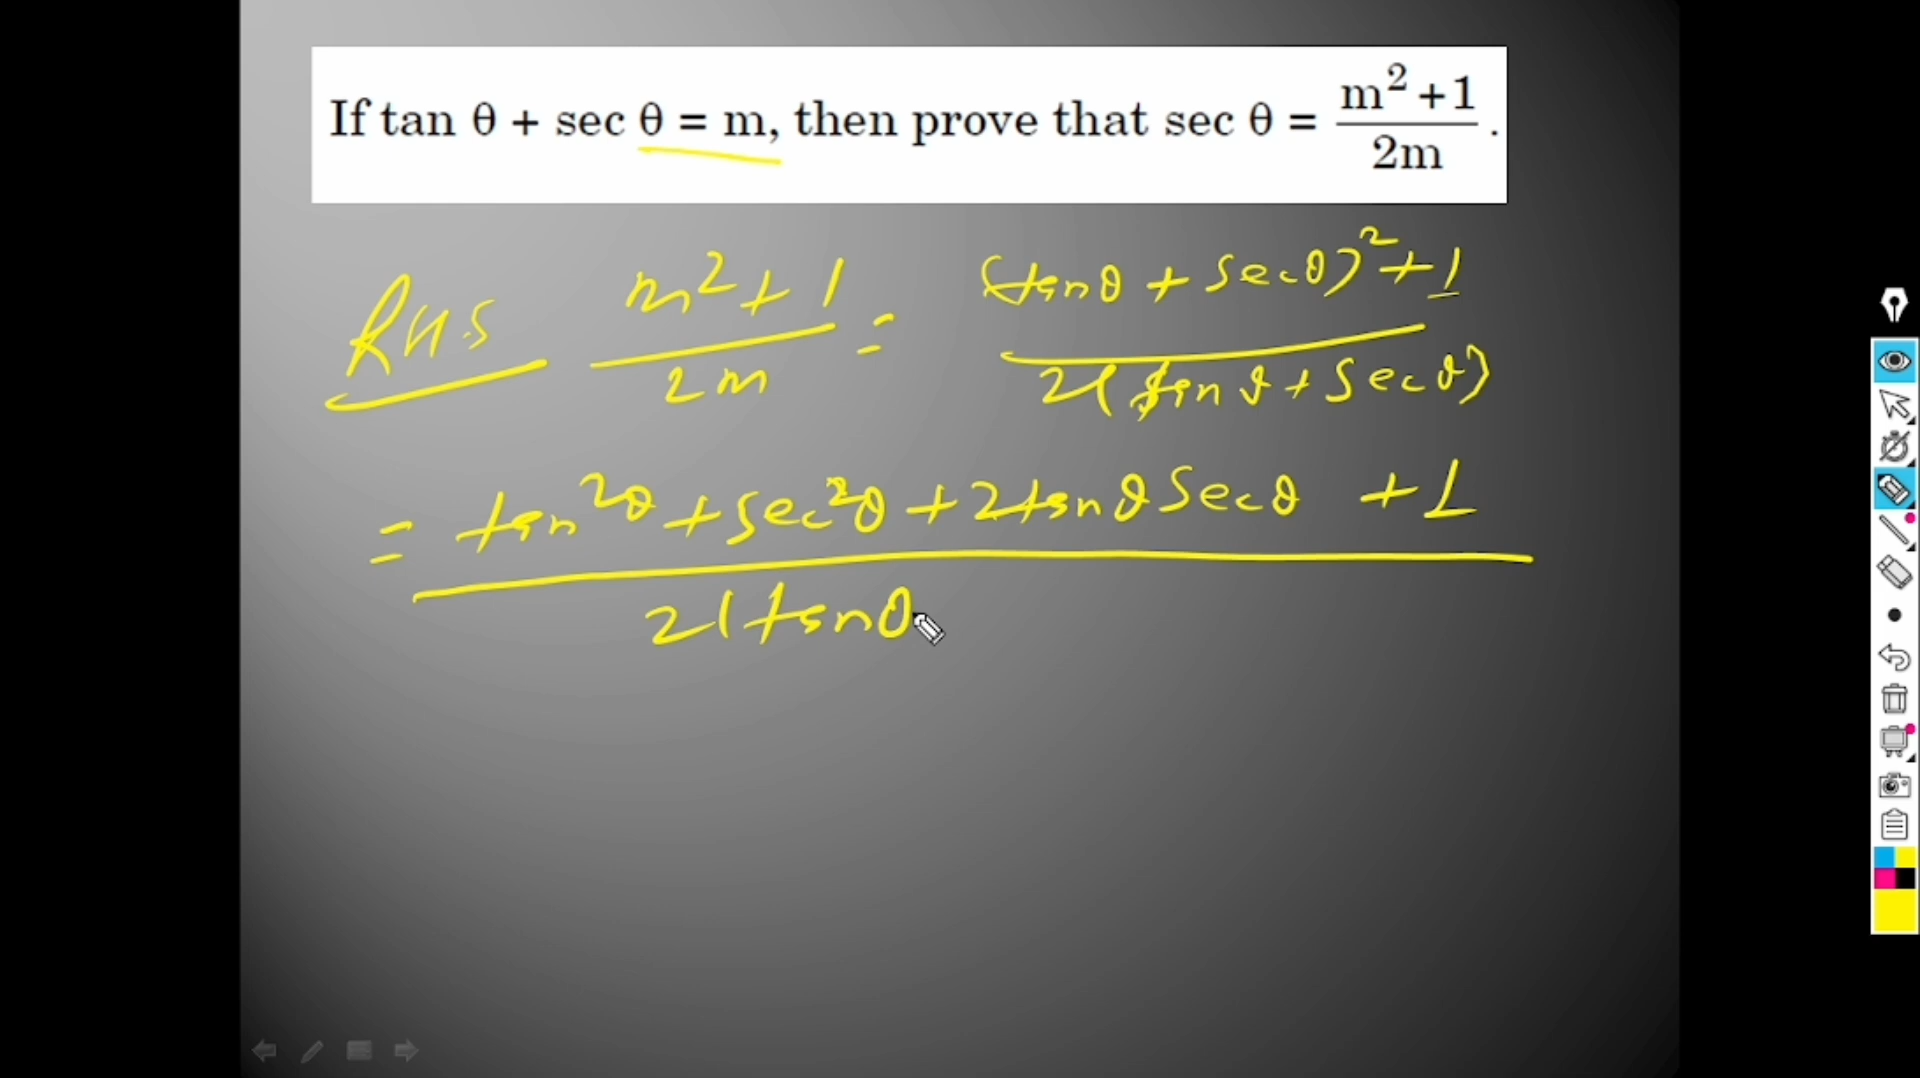 If tan θ + sec θ = m, then prove that sec θ = (m² + 1)/(2m).
RHS (m² + 1)/(2m) = ((tanθ + secθ)² + 1)/(2(tanθ + secθ))
= (tan²θ + sec²θ + 2tanθ secθ + 1)/(2(tanθ